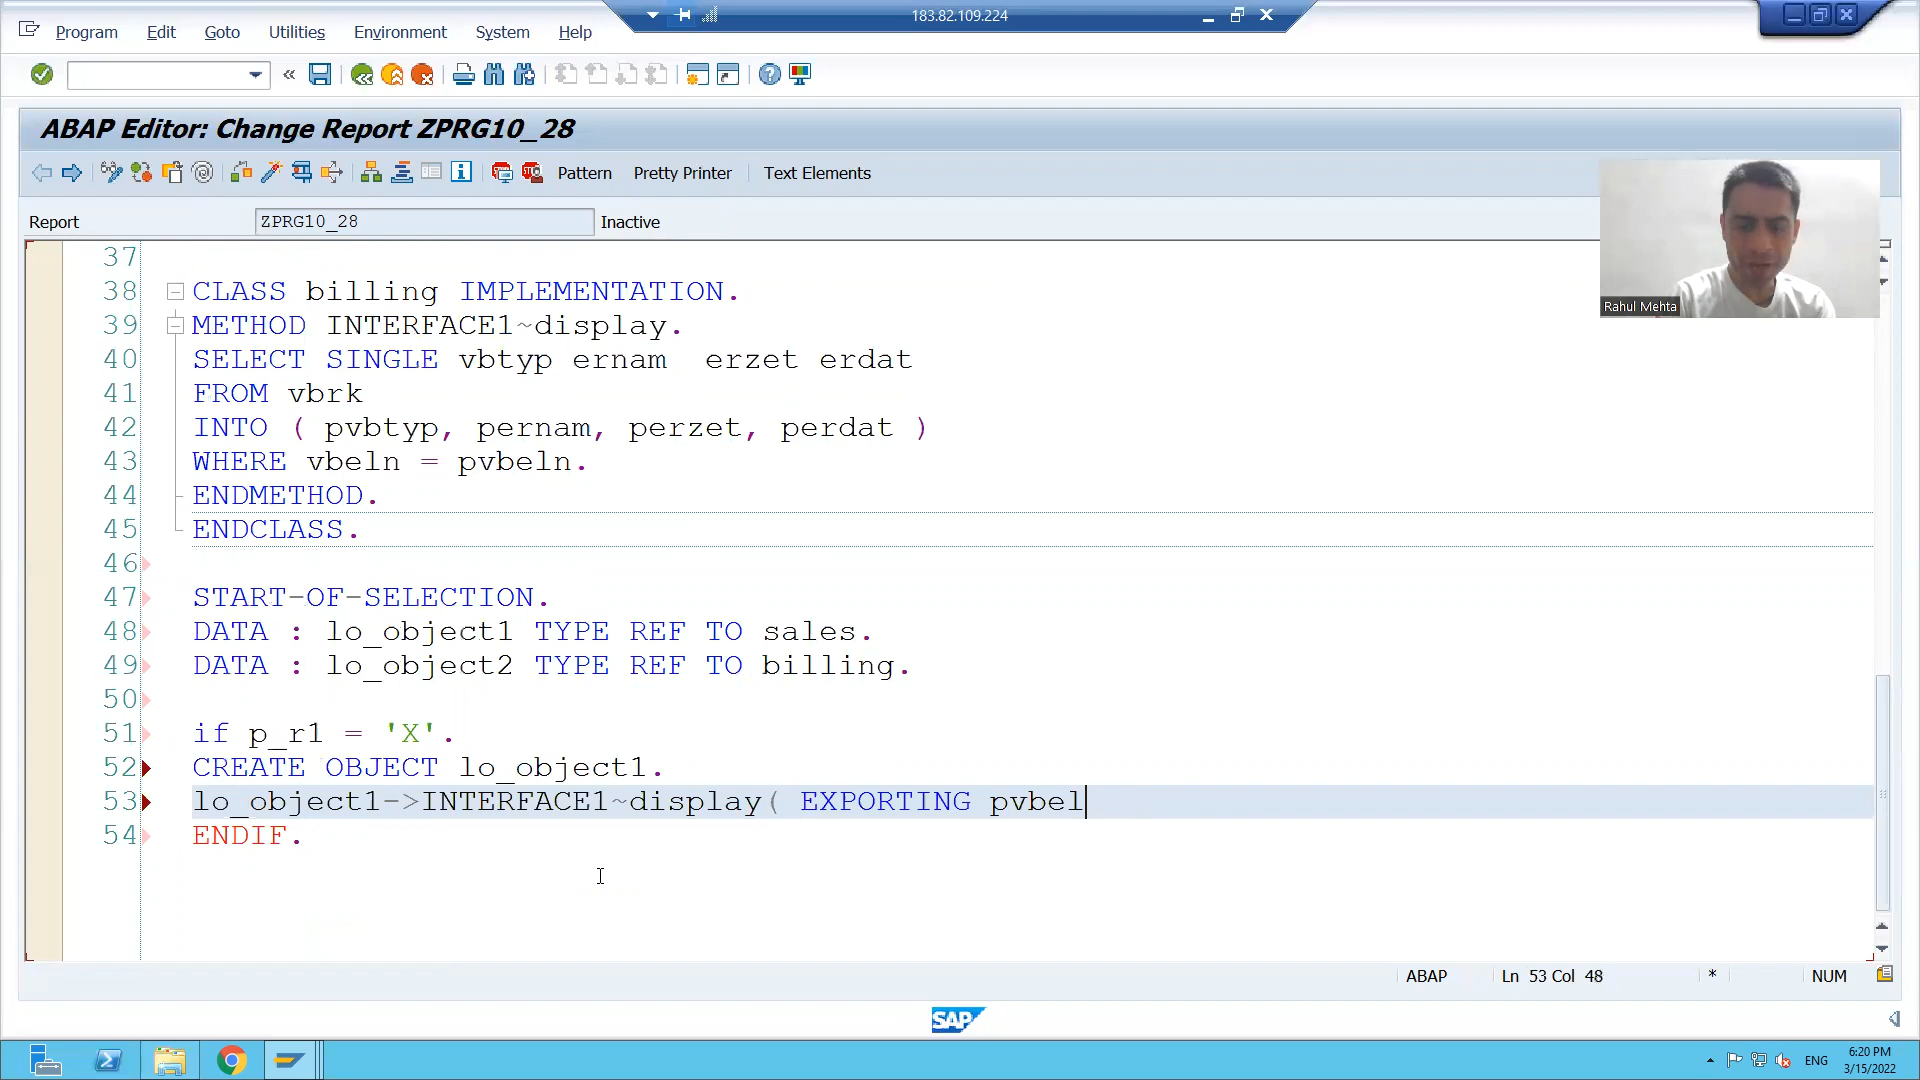 183.82.109.224
Program Edit Goto Utilities Environment System Help
ABAP Editor: Change Report ZPRG10_28
Pattern Pretty Printer Text Elements
Report ZPRG10_28 Inactive
Rahul Mehta
37
38 CLASS billing IMPLEMENTATION.
39 METHOD INTERFACE1~display.
40 SELECT SINGLE vbtyp ernam  erzet erdat
41 FROM vbrk
42 INTO ( pvbtyp, pernam, perzet, perdat )
43 WHERE vbeln = pvbeln.
44 ENDMETHOD.
45 ENDCLASS.
46
47 START-OF-SELECTION.
48 DATA : lo_object1 TYPE REF TO sales.
49 DATA : lo_object2 TYPE REF TO billing.
50
51 if p_r1 = 'X'.
52 CREATE OBJECT lo_object1.
53 lo_object1->INTERFACE1~display( EXPORTING pvbel
54 ENDIF.
ABAP Ln 53 Col 48 * NUM
SAP
ENG 6:20 PM
3/15/2022